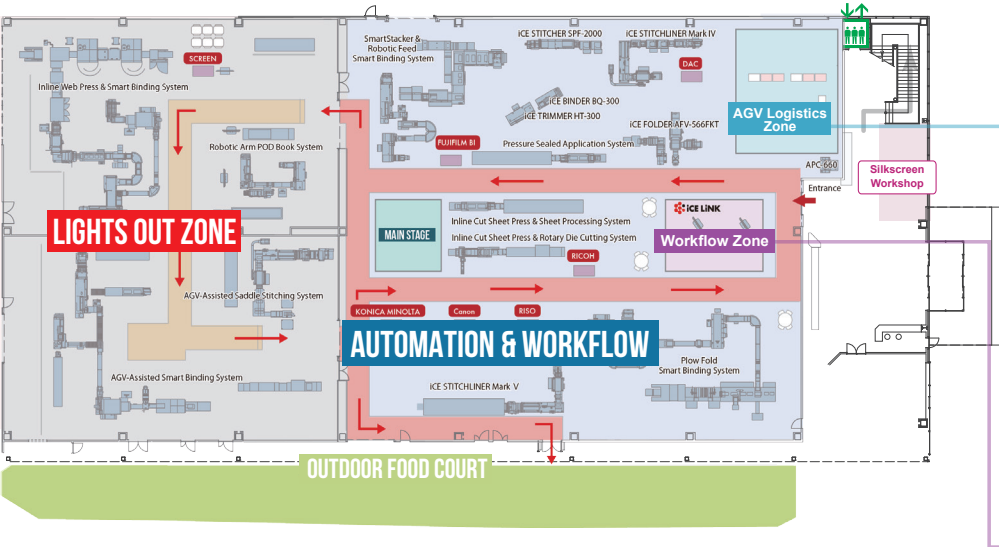 SCREEN
Inline Web Press & Smart Binding System
SmartStacker &
Robotic Feed
Smart Binding System
iCE STITCHER SPF-2000
iCE STITCHLINER Mark IV
DAC
iCE BINDER BQ-300
iCE TRIMMER HT-300
AGV Logistics
Zone
iCE FOLDER AFV-566FKT
Robotic Arm POD Book System
FUJIFILM BI
Pressure Sealed Application System
APC-660
Entrance
Silkscreen
Workshop
LIGHTS OUT ZONE
MAIN STAGE
Inline Cut Sheet Press & Sheet Processing System
Inline Cut Sheet Press & Rotary Die Cutting System
RICOH
iCE LiNK
Workflow Zone
AGV-Assisted Saddle Stitching System
KONICA MINOLTA
Canon
RISO
AUTOMATION & WORKFLOW
Plow Fold
Smart Binding System
AGV-Assisted Smart Binding System
iCE STITCHLINER Mark V
OUTDOOR FOOD COURT